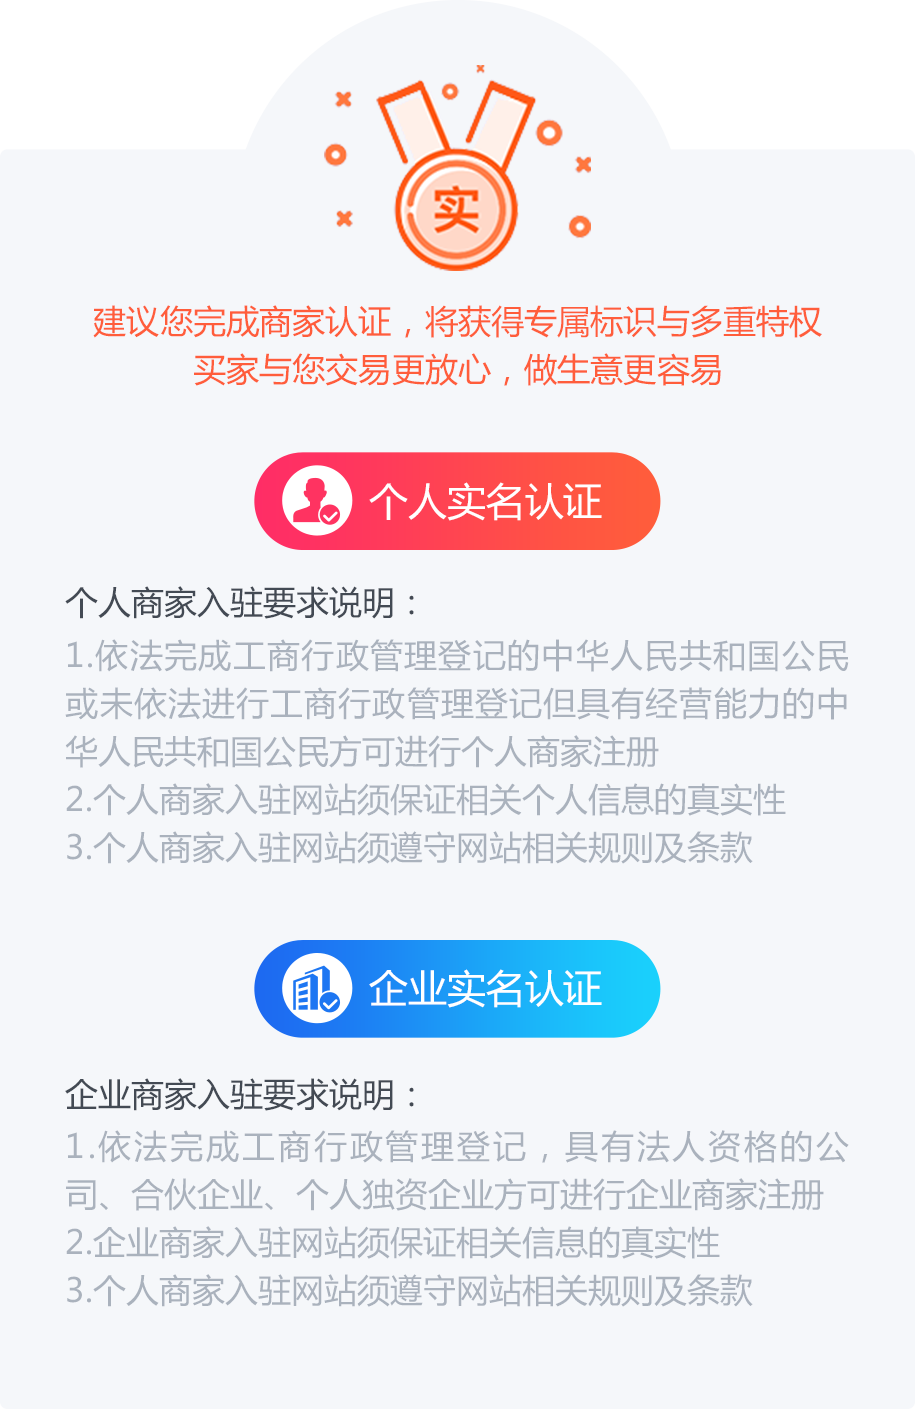 实
建议您完成商家认证，将获得专属标识与多重特权
买家与您交易更放心，做生意更容易
个人实名认证
个人商家入驻要求说明：
1.依法完成工商行政管理登记的中华人民共和国公民
或未依法进行工商行政管理登记但具有经营能力的中
华人民共和国公民方可进行个人商家注册
2.个人商家入驻网站须保证相关个人信息的真实性
3.个人商家入驻网站须遵守网站相关规则及条款
企业实名认证
企业商家入驻要求说明：
1.依法完成工商行政管理登记，具有法人资格的公
司、合伙企业、个人独资企业方可进行企业商家注册
2.企业商家入驻网站须保证相关信息的真实性
3.个人商家入驻网站须遵守网站相关规则及条款